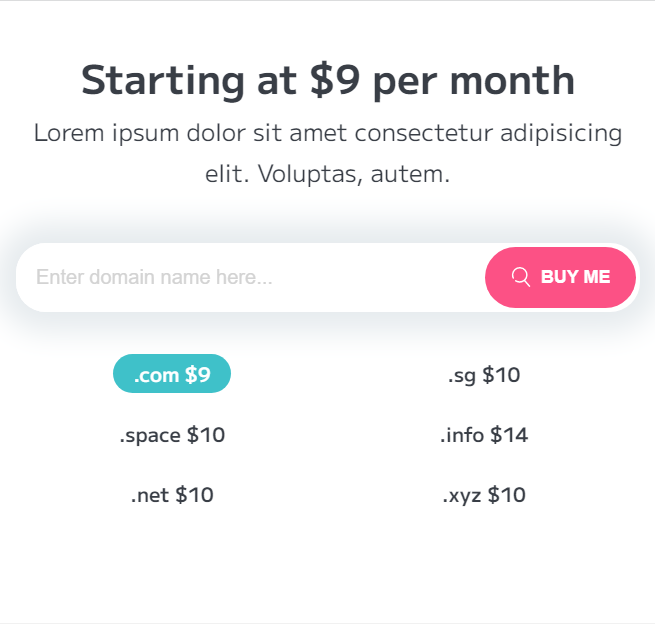 Starting at $9 per month
Lorem ipsum dolor sit amet consectetur adipisicing
elit. Voluptas, autem.
Enter domain name here...
BUY ME
.com $9
.sg $10
.space $10
.info $14
.net $10
.xyz $10